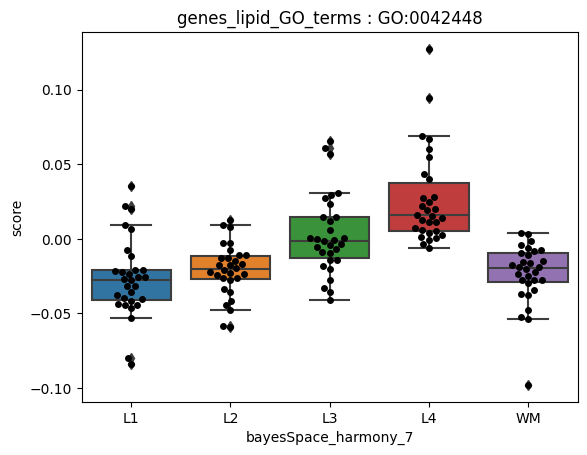 genes_lipid_GO_terms : GO:0042448
0.10
0.05
0.00
−0.05
−0.10
score
L1 L2 L3 L4 WM
bayesSpace_harmony_7